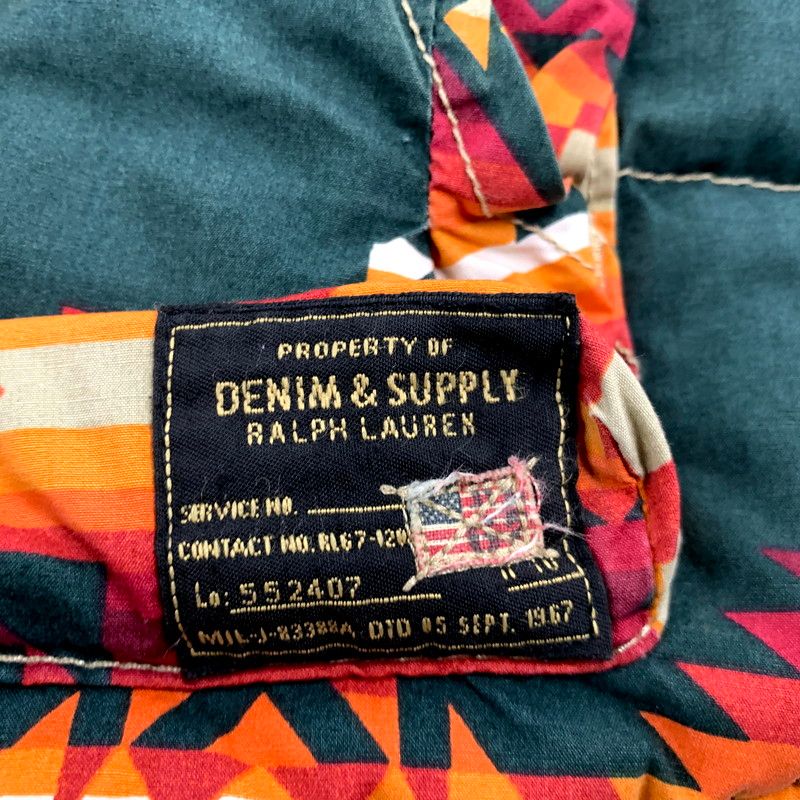 PROPERTY OF
DENIM & SUPPLY
RALPH LAUREN
SERVICE NO.
CONTACT NO. RL67-120
Lo: 552407
MIL-J-83388A, DTD 05 SEPT. 1967